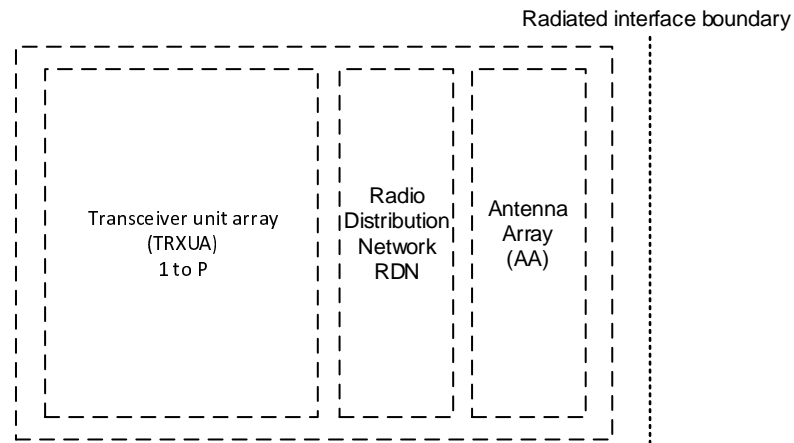 Radiated interface boundary
Transceiver unit array
(TRXUA)
1 to P
Radio
Distribution
Network
RDN
Antenna
Array
(AA)